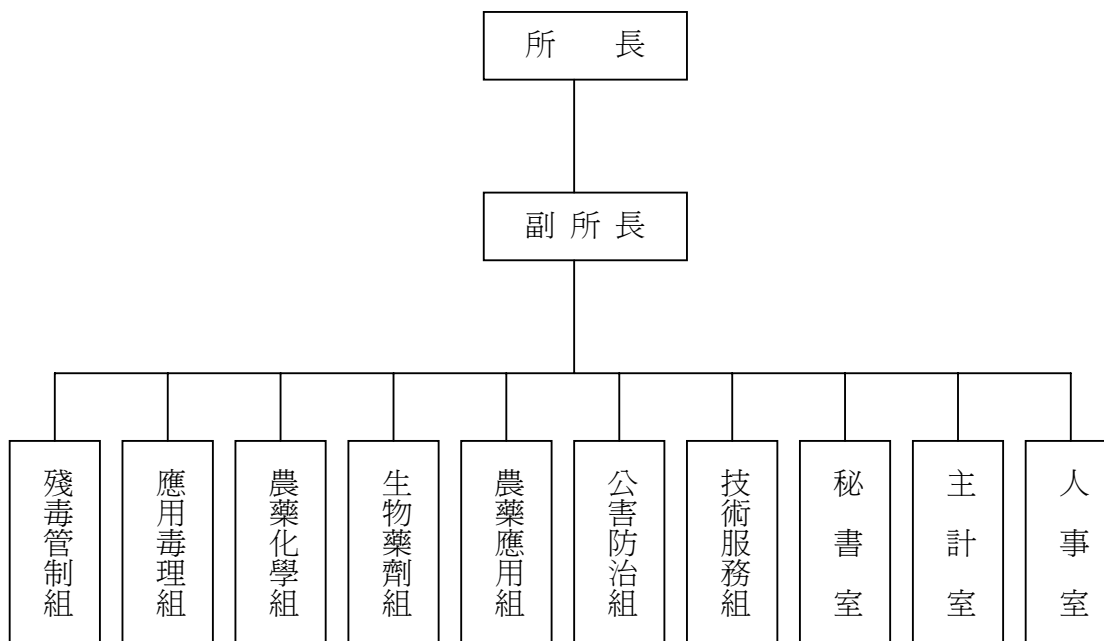 所長
副所長
殘毒管制組
應用毒理組
農藥化學組
生物藥劑組
農藥應用組
公害防治組
技術服務組
秘書室
主計室
人事室